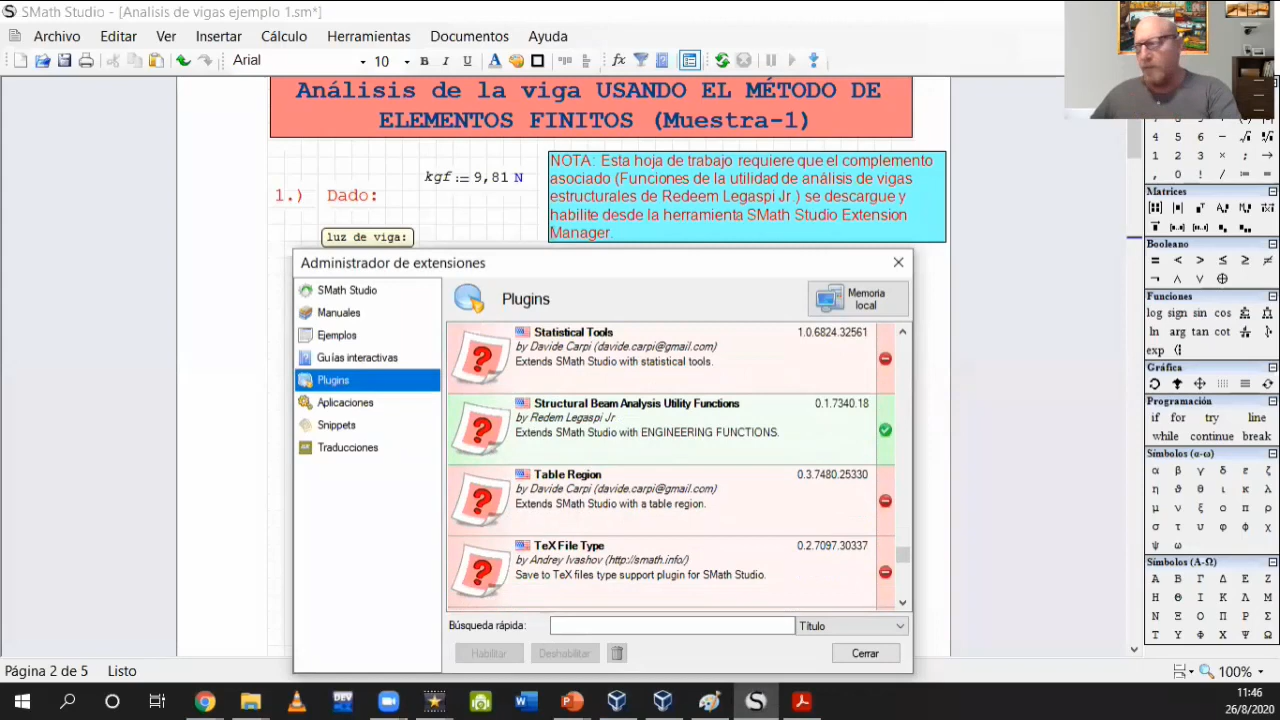 SMath Studio - [Analisis de vigas ejemplo 1.sm*]
Archivo Editar Ver Insertar Cálculo Herramientas Documentos Ayuda
Arial 10 B I U A fx
Análisis de la viga USANDO EL MÉTODO DE
ELEMENTOS FINITOS (Muestra-1)
kgf := 9,81 N
1.) Dado:
NOTA: Esta hoja de trabajo requiere que el complemento
asociado (Funciones de la utilidad de análisis de vigas
estructurales de Redeem Legaspi Jr.) se descargue y
habilite desde la herramienta SMath Studio Extension
Manager.
luz de viga:
Administrador de extensiones
SMath Studio
Manuales
Ejemplos
Guías interactivas
Plugins
Aplicaciones
Snippets
Traducciones
Plugins
Memoria
local
Statistical Tools 1.0.6824.32561
by Davide Carpi (davide.carpi@gmail.com)
Extends SMath Studio with statistical tools.
Structural Beam Analysis Utility Functions 0.1.7340.18
by Redem Legaspi Jr
Extends SMath Studio with ENGINEERING FUNCTIONS.
Table Region 0.3.7480.25330
by Davide Carpi (davide.carpi@gmail.com)
Extends SMath Studio with a table region.
TeX File Type 0.2.7097.30337
by Andrey Ivashov (http://smath.info/)
Save to TeX files type support plugin for SMath Studio.
Búsqueda rápida: Título
Habilitar Deshabilitar Cerrar
4 5 6 ×
1 2 3 ×
, 0 !
Matrices
Booleano
= < > ≤ ≥ ≠
¬ ∧ ∨ ⊕
Funciones
log sign sin cos
ln arg tan cot
exp
Gráfica
Programación
if for try line
while continue break
Símbolos (α-ω)
α β γ δ ε ζ
η θ ϑ ι κ λ
μ ν ξ ο π ρ
σ τ υ φ χ
ψ ω
Símbolos (Α-Ω)
Α Β Γ Δ Ε Ζ
Η Θ Ι Κ Λ Μ
Ν Ξ Ο Π Ρ Σ
Τ Υ Φ Χ Ψ Ω
Página 2 de 5 Listo 100%
DEV
11:46
26/8/2020